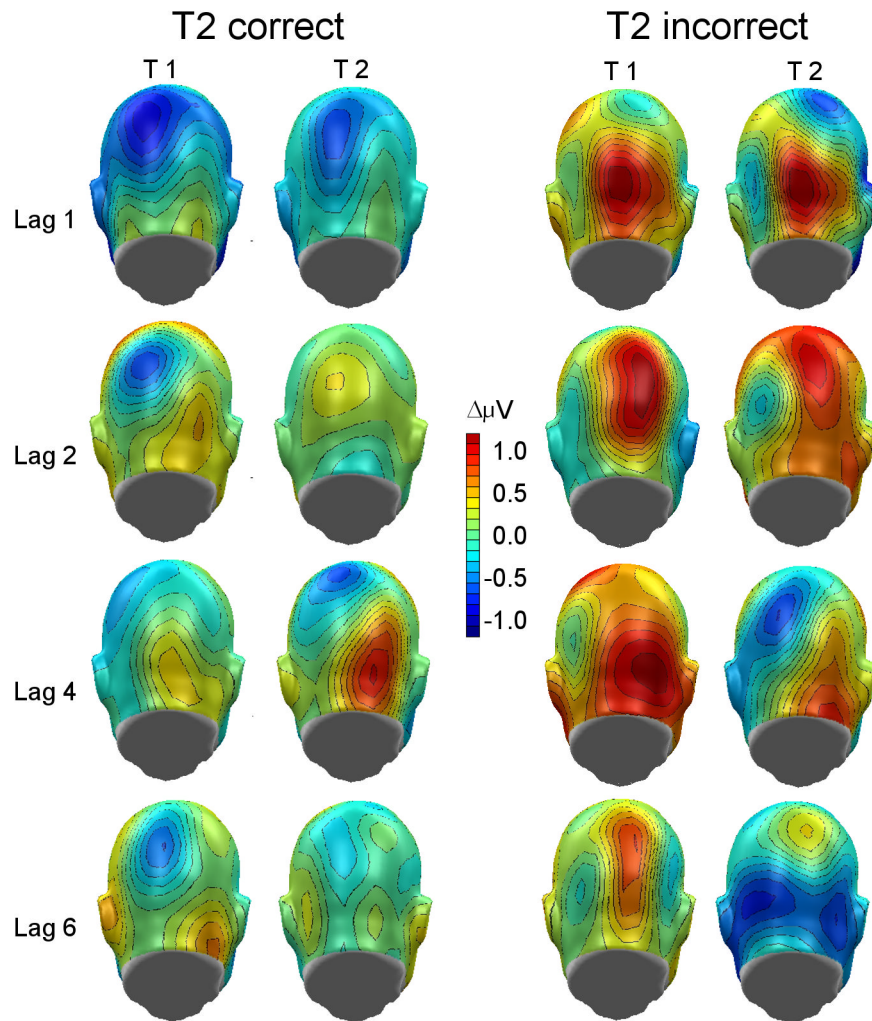 T2 correct T2 incorrect
T 1 T 2 T 1 T 2
Lag 1
Lag 2
ΔμV
1.0
0.5
0.0
-0.5
-1.0
Lag 4
Lag 6